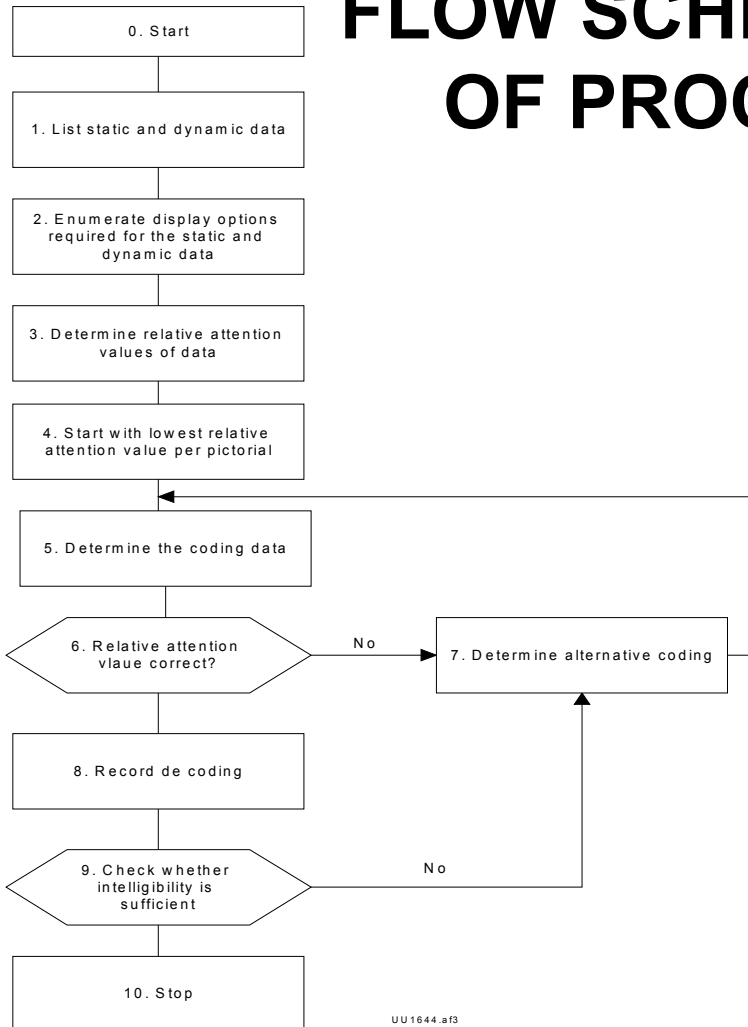 FLOW SCH
OF PRO
0. Start
1. List static and dynamic data
2. Enumerate display options
required for the static and
dynamic data
3. Determine relative attention
values of data
4. Start with lowest relative
attention value per pictorial
5. Determine the coding data
6. Relative attention
vlaue correct?
No
7. Determine alternative coding
8. Record de coding
9. Check whether
intelligibility is
sufficient
No
10. Stop
UU1644.af3